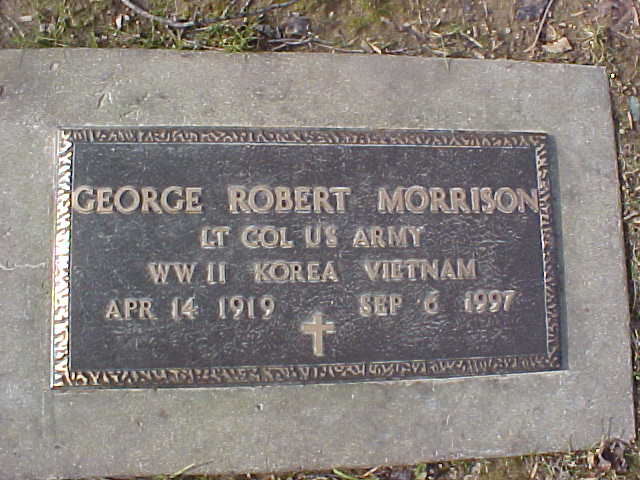 GEORGE ROBERT MORRISON
LT COL US ARMY
WW II KOREA VIETNAM
APR 14 1919 SEP 6 1997